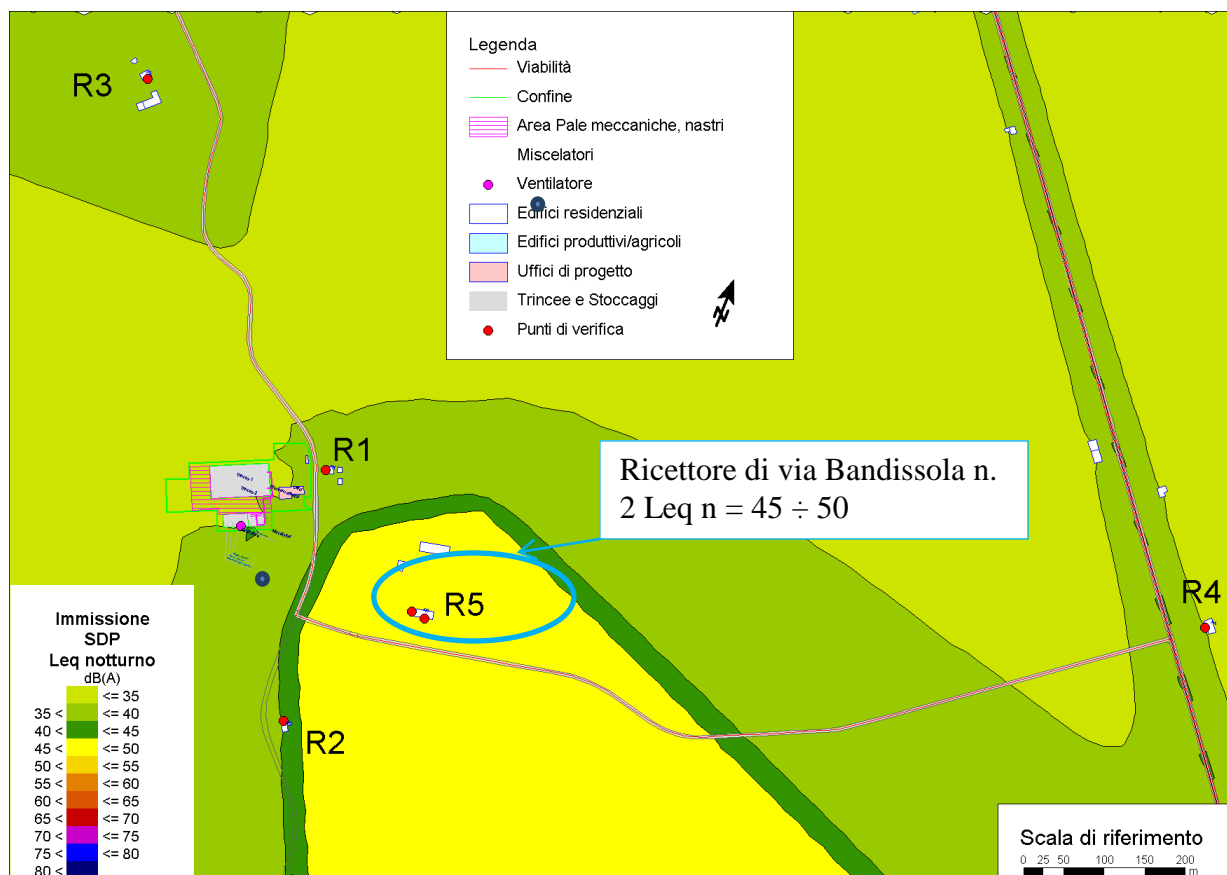 R3
Legenda
Viabilità
Confine
Area Pale meccaniche, nastri
Miscelatori
Ventilatore
Edifici residenziali
Edifici produttivi/agricoli
Uffici di progetto
Trincee e Stoccaggi
Punti di verifica
N
R1
Ricettore di via Bandissola n.
2 Leq n = 45 ÷ 50
R5
R4
R2
Immissione
SDP
Leq notturno
dB(A)
<= 35
35 < <= 40
40 < <= 45
45 < <= 50
50 < <= 55
55 < <= 60
60 < <= 65
65 < <= 70
70 < <= 75
75 < <= 80
80 <
Scala di riferimento
0 25 50 100 150 200
m